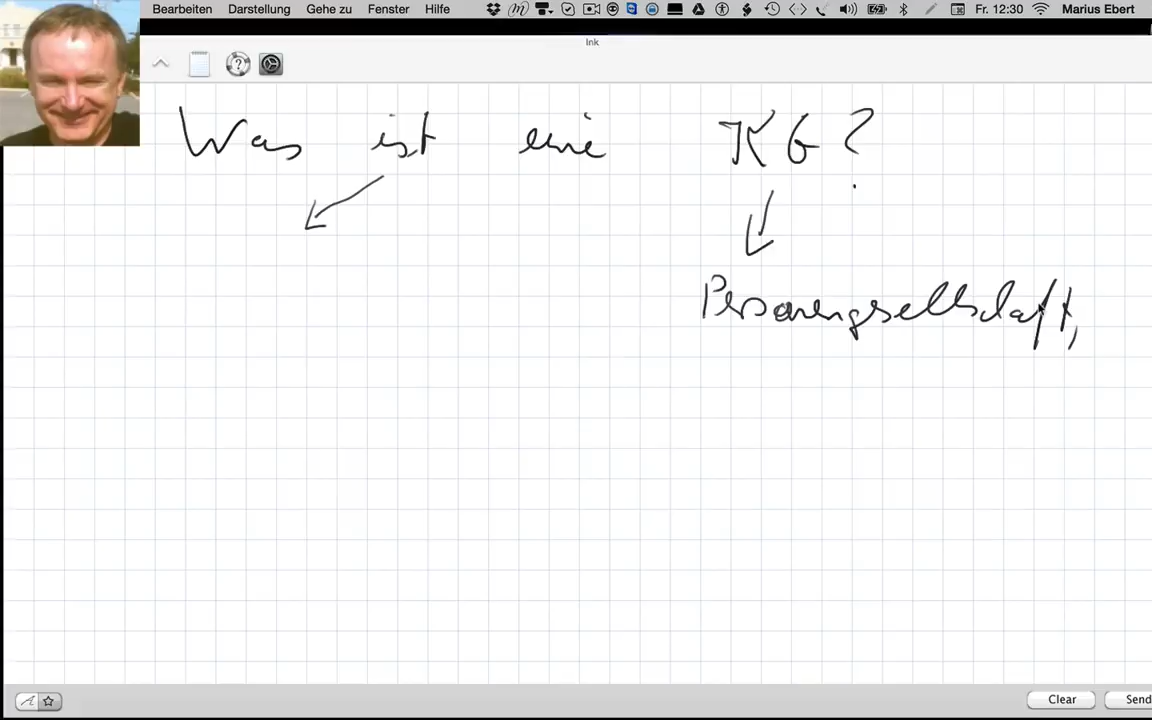 Bearbeiten Darstellung Gehe zu Fenster Hilfe Fr. 12:30 Marius Ebert
Ink
Was ist eine KG?
Personengesellschaft,
Clear Send